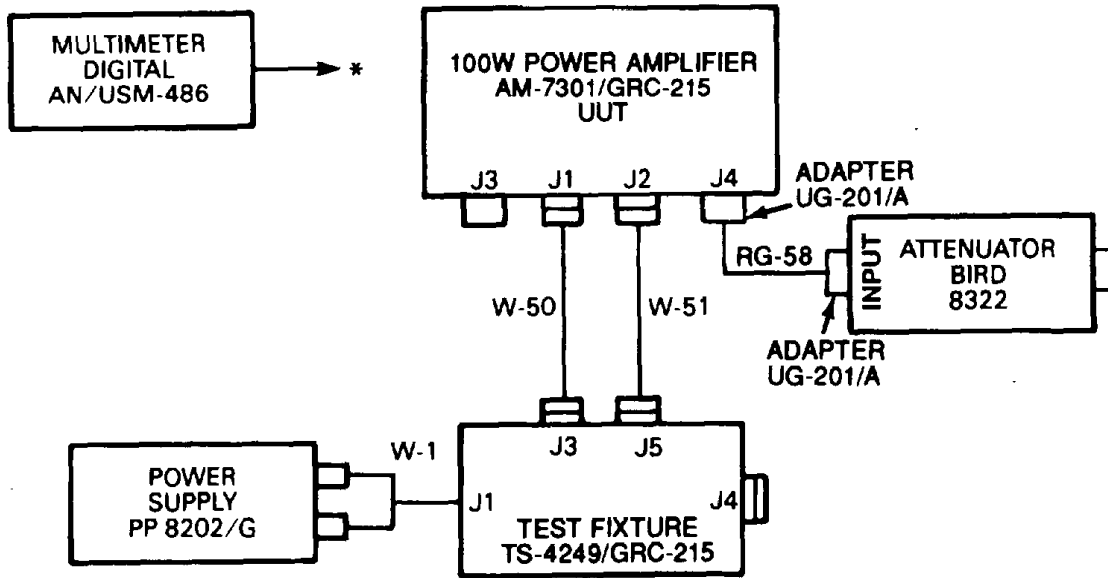 MULTIMETER
DIGITAL
AN/USM-486
*
100W POWER AMPLIFIER
AM-7301/GRC-215
UUT
J3
J1
J2
J4
ADAPTER
UG-201/A
RG-58
INPUT
ATTENUATOR
BIRD
8322
ADAPTER
UG-201/A
W-50
W-51
POWER
SUPPLY
PP 8202/G
W-1
J1
J3
J5
J4
TEST FIXTURE
TS-4249/GRC-215